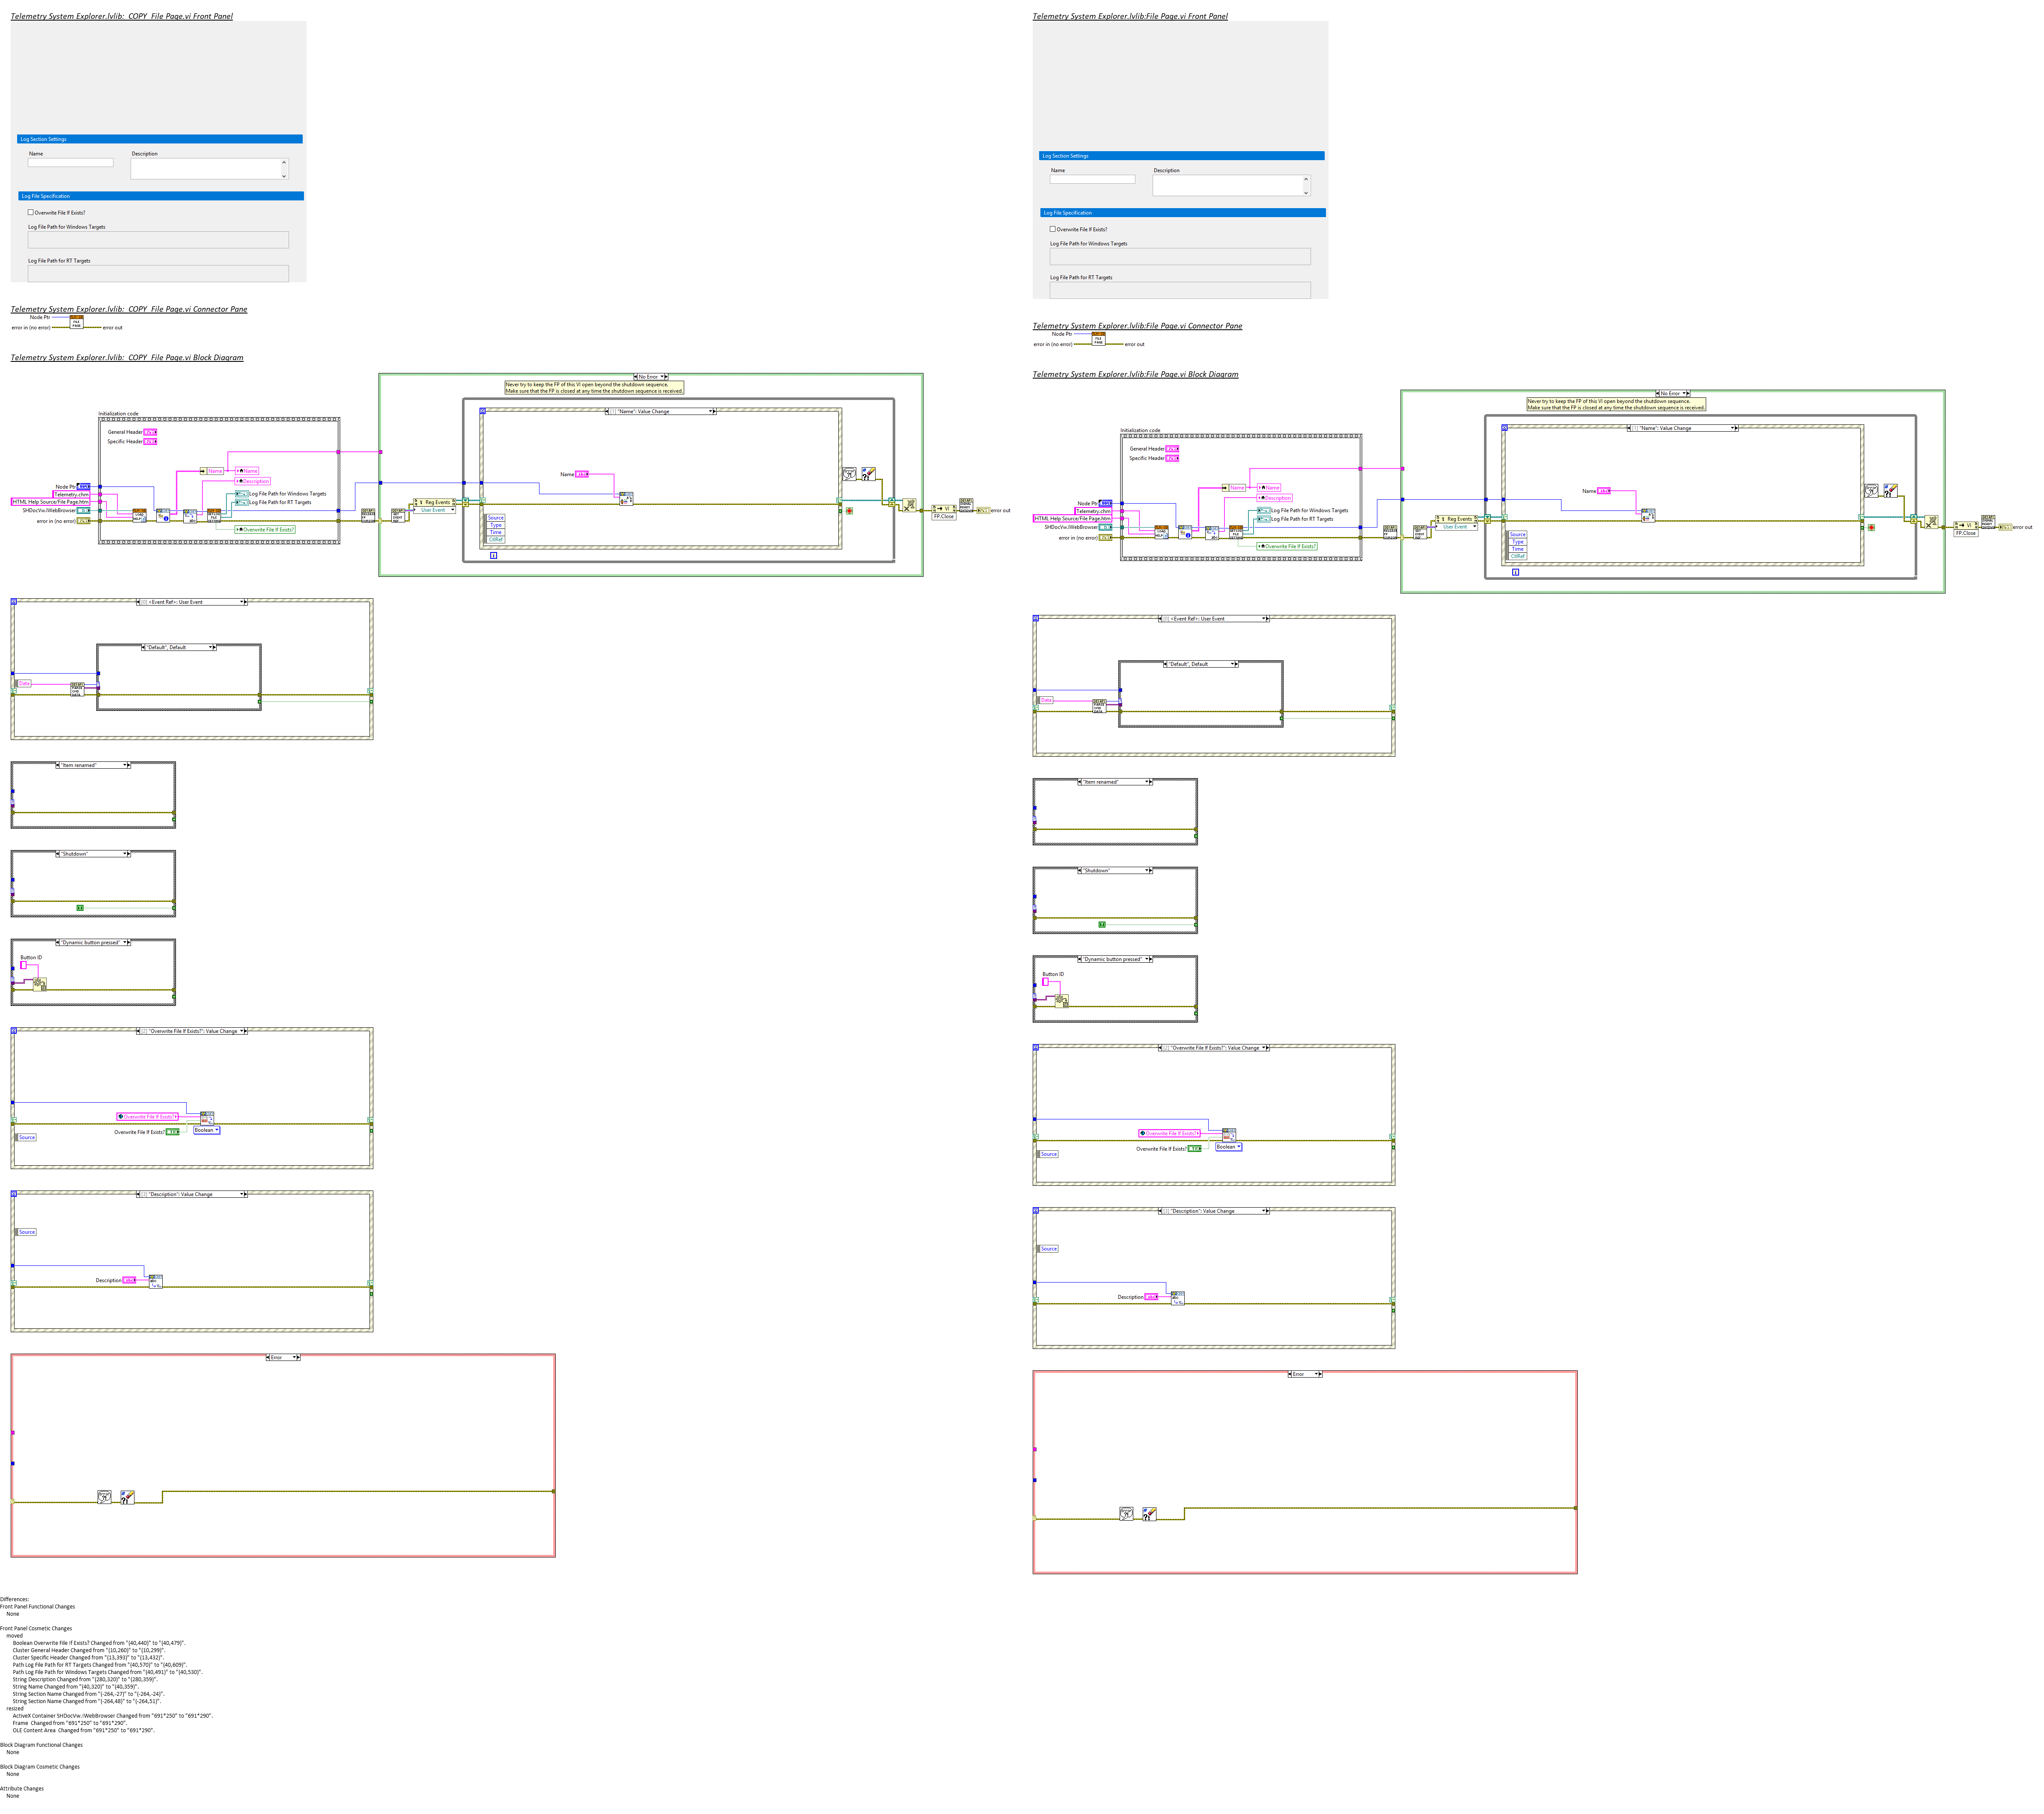 Telemetry System Explorer.lvlib:_COPY_File Page.vi Front Panel
Log Section Settings
Name
Description
Log File Specification
Overwrite File If Exists?
Log File Path for Windows Targets
Log File Path for RT Targets
Telemetry System Explorer.lvlib:_COPY_File Page.vi Connector Pane
Node Ptr
error in (no error)
FILE
PAGE
error out
Telemetry System Explorer.lvlib:_COPY_File Page.vi Block Diagram
No Error
Never try to keep the FP of this VI open beyond the shutdown sequence.
Make sure that the FP is closed at any time the shutdown sequence is received.
Initialization code
[1] "Name": Value Change
General Header
Specific Header
Name
Name
Description
Name
Node Ptr
Telemetry.chm
HTML Help Source/File Page.htm
SHDocVw.IWebBrowser
error in (no error)
Log File Path for Windows Targets
Log File Path for RT Targets
Overwrite File If Exists?
Reg Events
User Event
Source
Type
Time
CtlRef
i
VI
FP.Close
error out
[0] <Event Ref>: User Event
"Default", Default
Data
"Item renamed"
"Shutdown"
"Dynamic button pressed"
Button ID
[2] "Overwrite File If Exists?": Value Change
Overwrite File If Exists?
Overwrite File If Exists?
Boolean
Source
[3] "Description": Value Change
Source
Description
Error
Differences:
Front Panel Functional Changes
None
Front Panel Cosmetic Changes
moved
Boolean Overwrite File If Exists? Changed from "(40,440)" to "(40,479)".
Cluster General Header Changed from "(10,260)" to "(10,299)".
Cluster Specific Header Changed from "(13,393)" to "(13,432)".
Path Log File Path for RT Targets Changed from "(40,570)" to "(40,609)".
Path Log File Path for Windows Targets Changed from "(40,491)" to "(40,530)".
String Description Changed from "(280,320)" to "(280,359)".
String Name Changed from "(40,320)" to "(40,359)".
String Section Name Changed from "(-264,-27)" to "(-264,-24)".
String Section Name Changed from "(-264,48)" to "(-264,51)".
resized
ActiveX Container SHDocVw.IWebBrowser Changed from "691*250" to "691*290".
Frame  Changed from "691*250" to "691*290".
OLE Content Area  Changed from "691*250" to "691*290".
Block Diagram Functional Changes
None
Block Diagram Cosmetic Changes
None
Attribute Changes
None
Telemetry System Explorer.lvlib:File Page.vi Front Panel
Log Section Settings
Name
Description
Log File Specification
Overwrite File If Exists?
Log File Path for Windows Targets
Log File Path for RT Targets
Telemetry System Explorer.lvlib:File Page.vi Connector Pane
Node Ptr
error in (no error)
FILE
PAGE
error out
Telemetry System Explorer.lvlib:File Page.vi Block Diagram
No Error
Never try to keep the FP of this VI open beyond the shutdown sequence.
Make sure that the FP is closed at any time the shutdown sequence is received.
Initialization code
[1] "Name": Value Change
General Header
Specific Header
Name
Name
Description
Name
Node Ptr
Telemetry.chm
HTML Help Source/File Page.htm
SHDocVw.IWebBrowser
error in (no error)
Log File Path for Windows Targets
Log File Path for RT Targets
Overwrite File If Exists?
Reg Events
User Event
Source
Type
Time
CtlRef
i
VI
FP.Close
error out
[0] <Event Ref>: User Event
"Default", Default
Data
"Item renamed"
"Shutdown"
"Dynamic button pressed"
Button ID
[2] "Overwrite File If Exists?": Value Change
Overwrite File If Exists?
Overwrite File If Exists?
Boolean
Source
[3] "Description": Value Change
Source
Description
Error